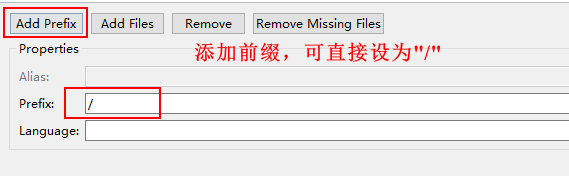 Add Prefix Add Files Remove Remove Missing Files
添加前缀，可直接设为"/"
Properties
Alias:
Prefix: /
Language: